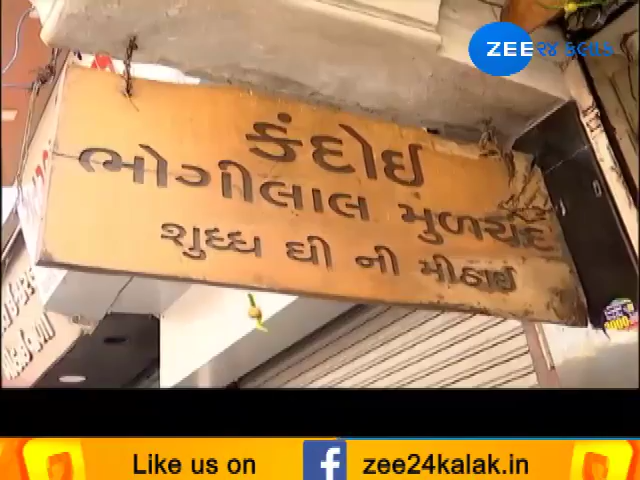 ZEE ૨૪ કલાક
કંદોઇ
ભોગીલાલ મુળચંદ
શુધ્ધ ઘી ની મીઠાઇ
Like us on
zee24kalak.in